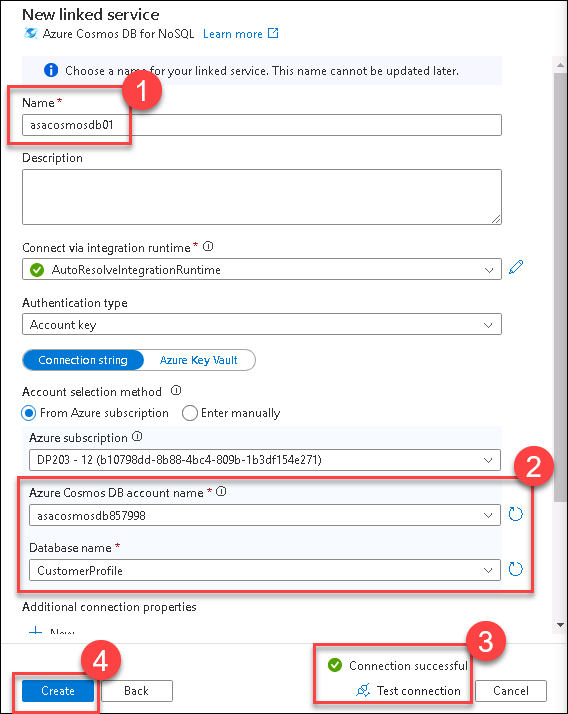 New linked service
Azure Cosmos DB for NoSQL Learn more
Choose a name for your linked service. This name cannot be updated later.
1
Name *
asacosmosdb01
Description
Connect via integration runtime *
AutoResolveIntegrationRuntime
Authentication type
Account key
Connection string Azure Key Vault
Account selection method
From Azure subscription Enter manually
Azure subscription
DP203 - 12 (b10798dd-8b88-4bc4-809b-1b3df154e271)
2
Azure Cosmos DB account name *
asacosmosdb857998
Database name *
CustomerProfile
Additional connection properties
New
3
Connection successful
4
Create Back Test connection Cancel